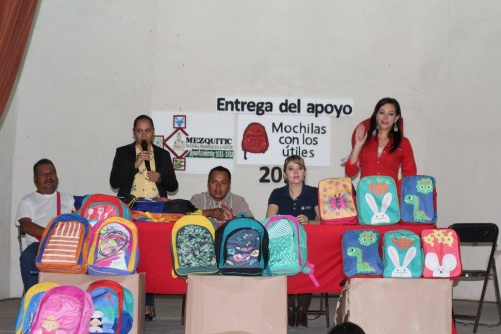 Entrega del apoyo
MEZQUITIC
Mochilas
con los
útiles
20